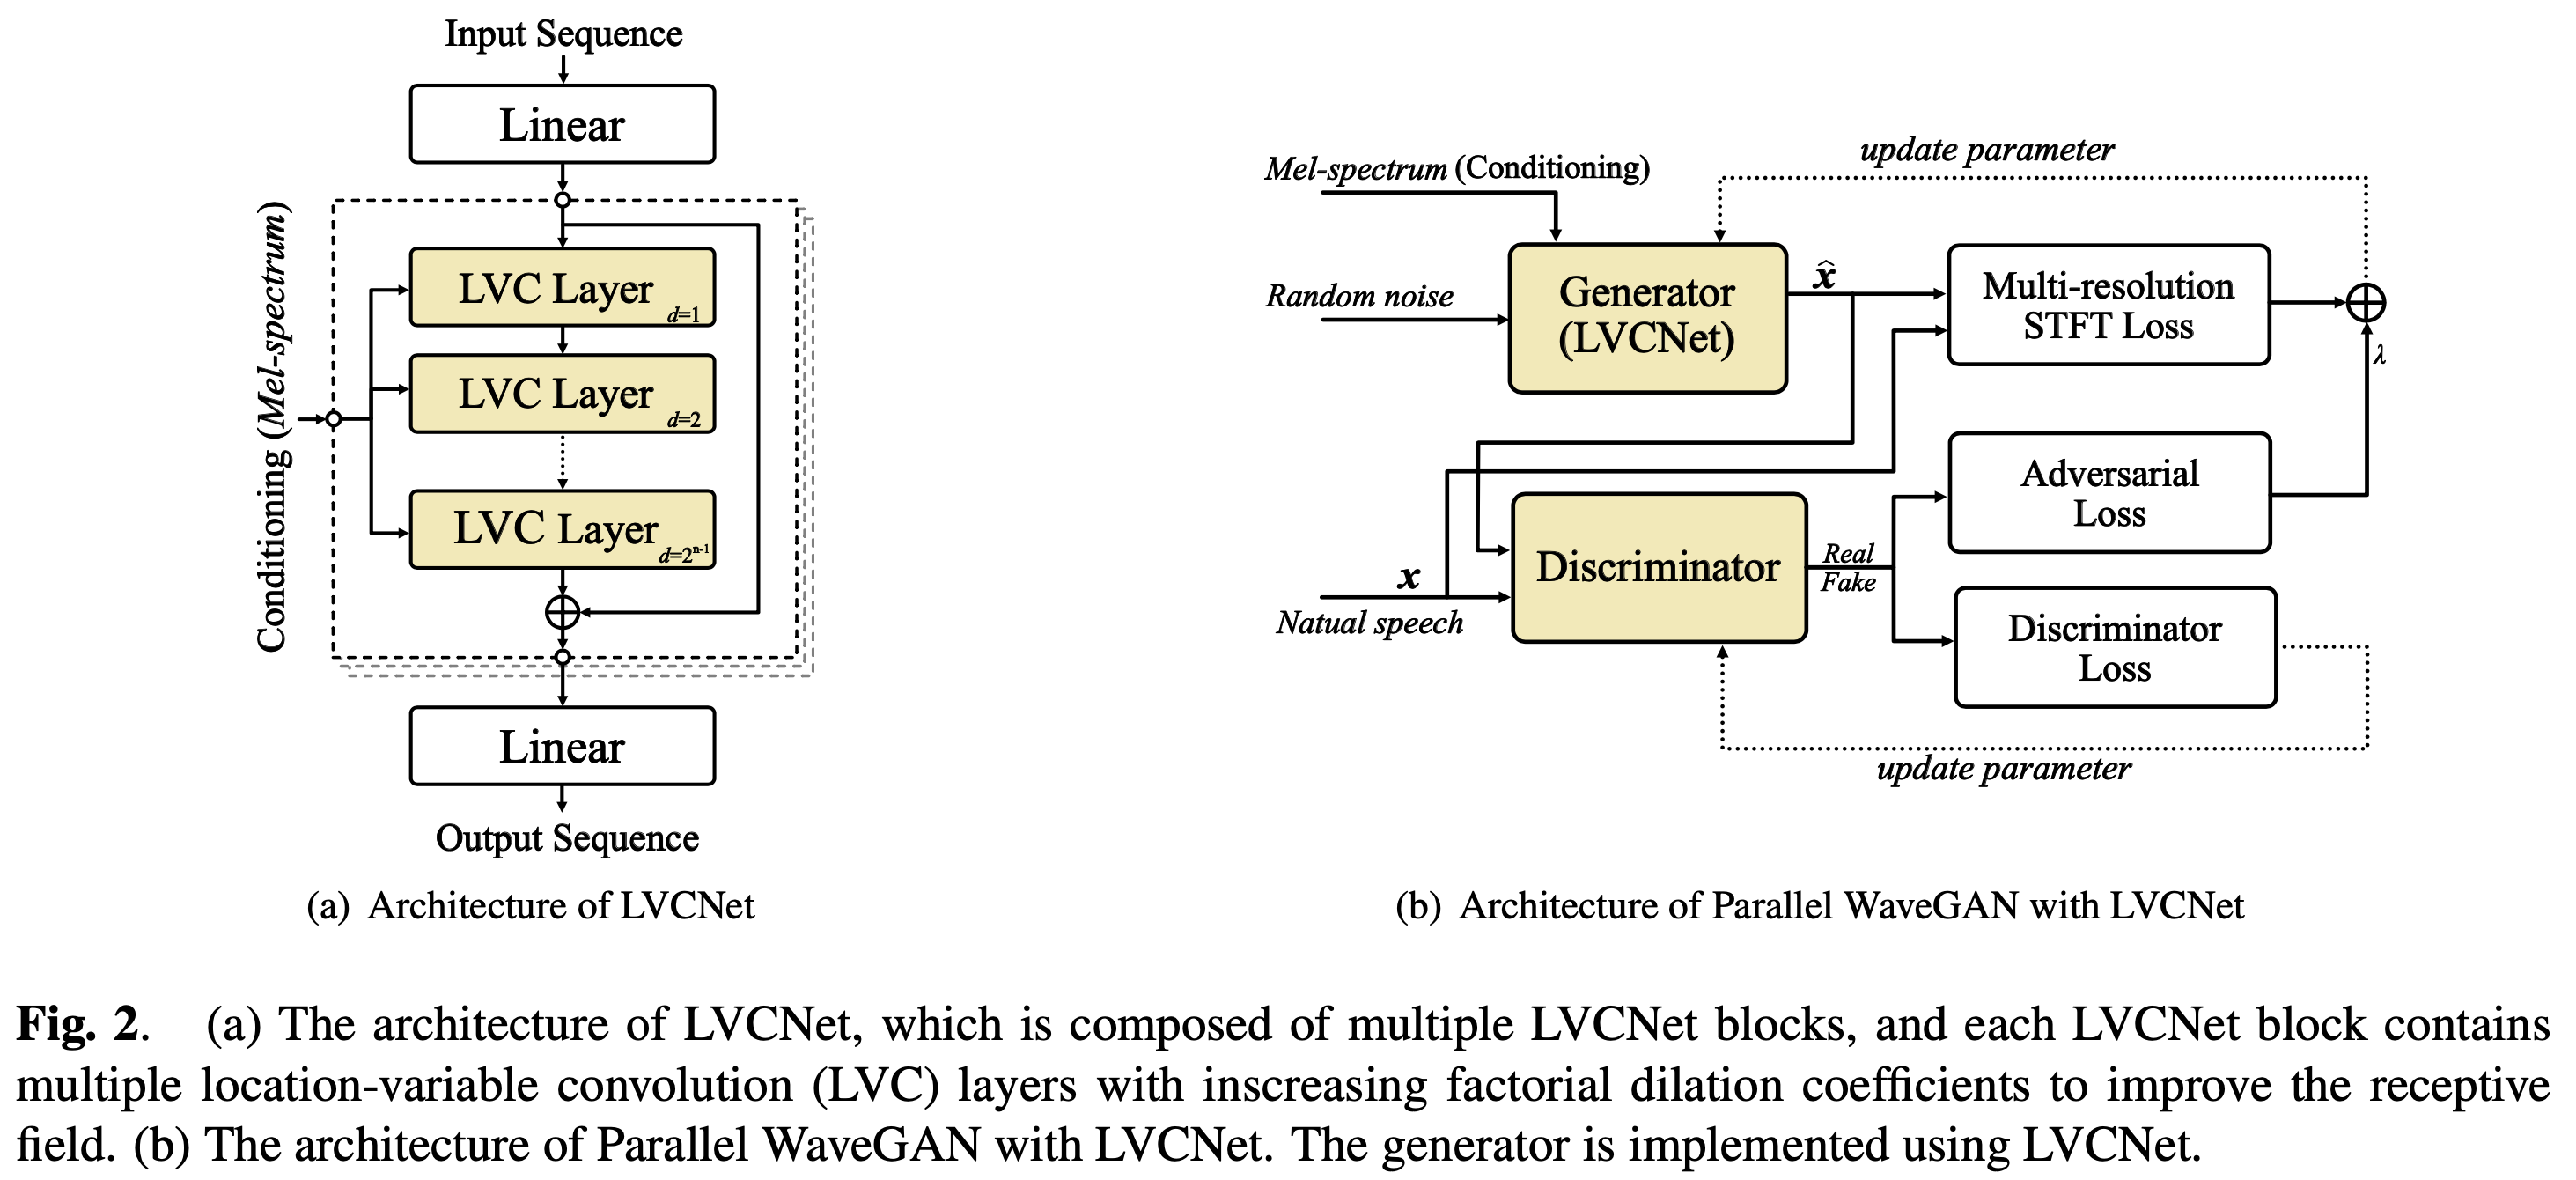 Input Sequence
Linear
Conditioning (Mel-spectrum)
LVC Layer
d=1
LVC Layer
d=2
LVC Layer
d=2ⁿ⁻¹
Linear
Output Sequence
(a) Architecture of LVCNet
update parameter
Mel-spectrum (Conditioning)
Random noise
Generator
(LVCNet)
x̂
Multi-resolution
STFT Loss
λ
Adversarial
Loss
x
Natual speech
Discriminator
Real
Fake
Discriminator
Loss
update parameter
(b) Architecture of Parallel WaveGAN with LVCNet
Fig. 2. (a) The architecture of LVCNet, which is composed of multiple LVCNet blocks, and each LVCNet block contains
multiple location-variable convolution (LVC) layers with inscreasing factorial dilation coefficients to improve the receptive
field. (b) The architecture of Parallel WaveGAN with LVCNet. The generator is implemented using LVCNet.